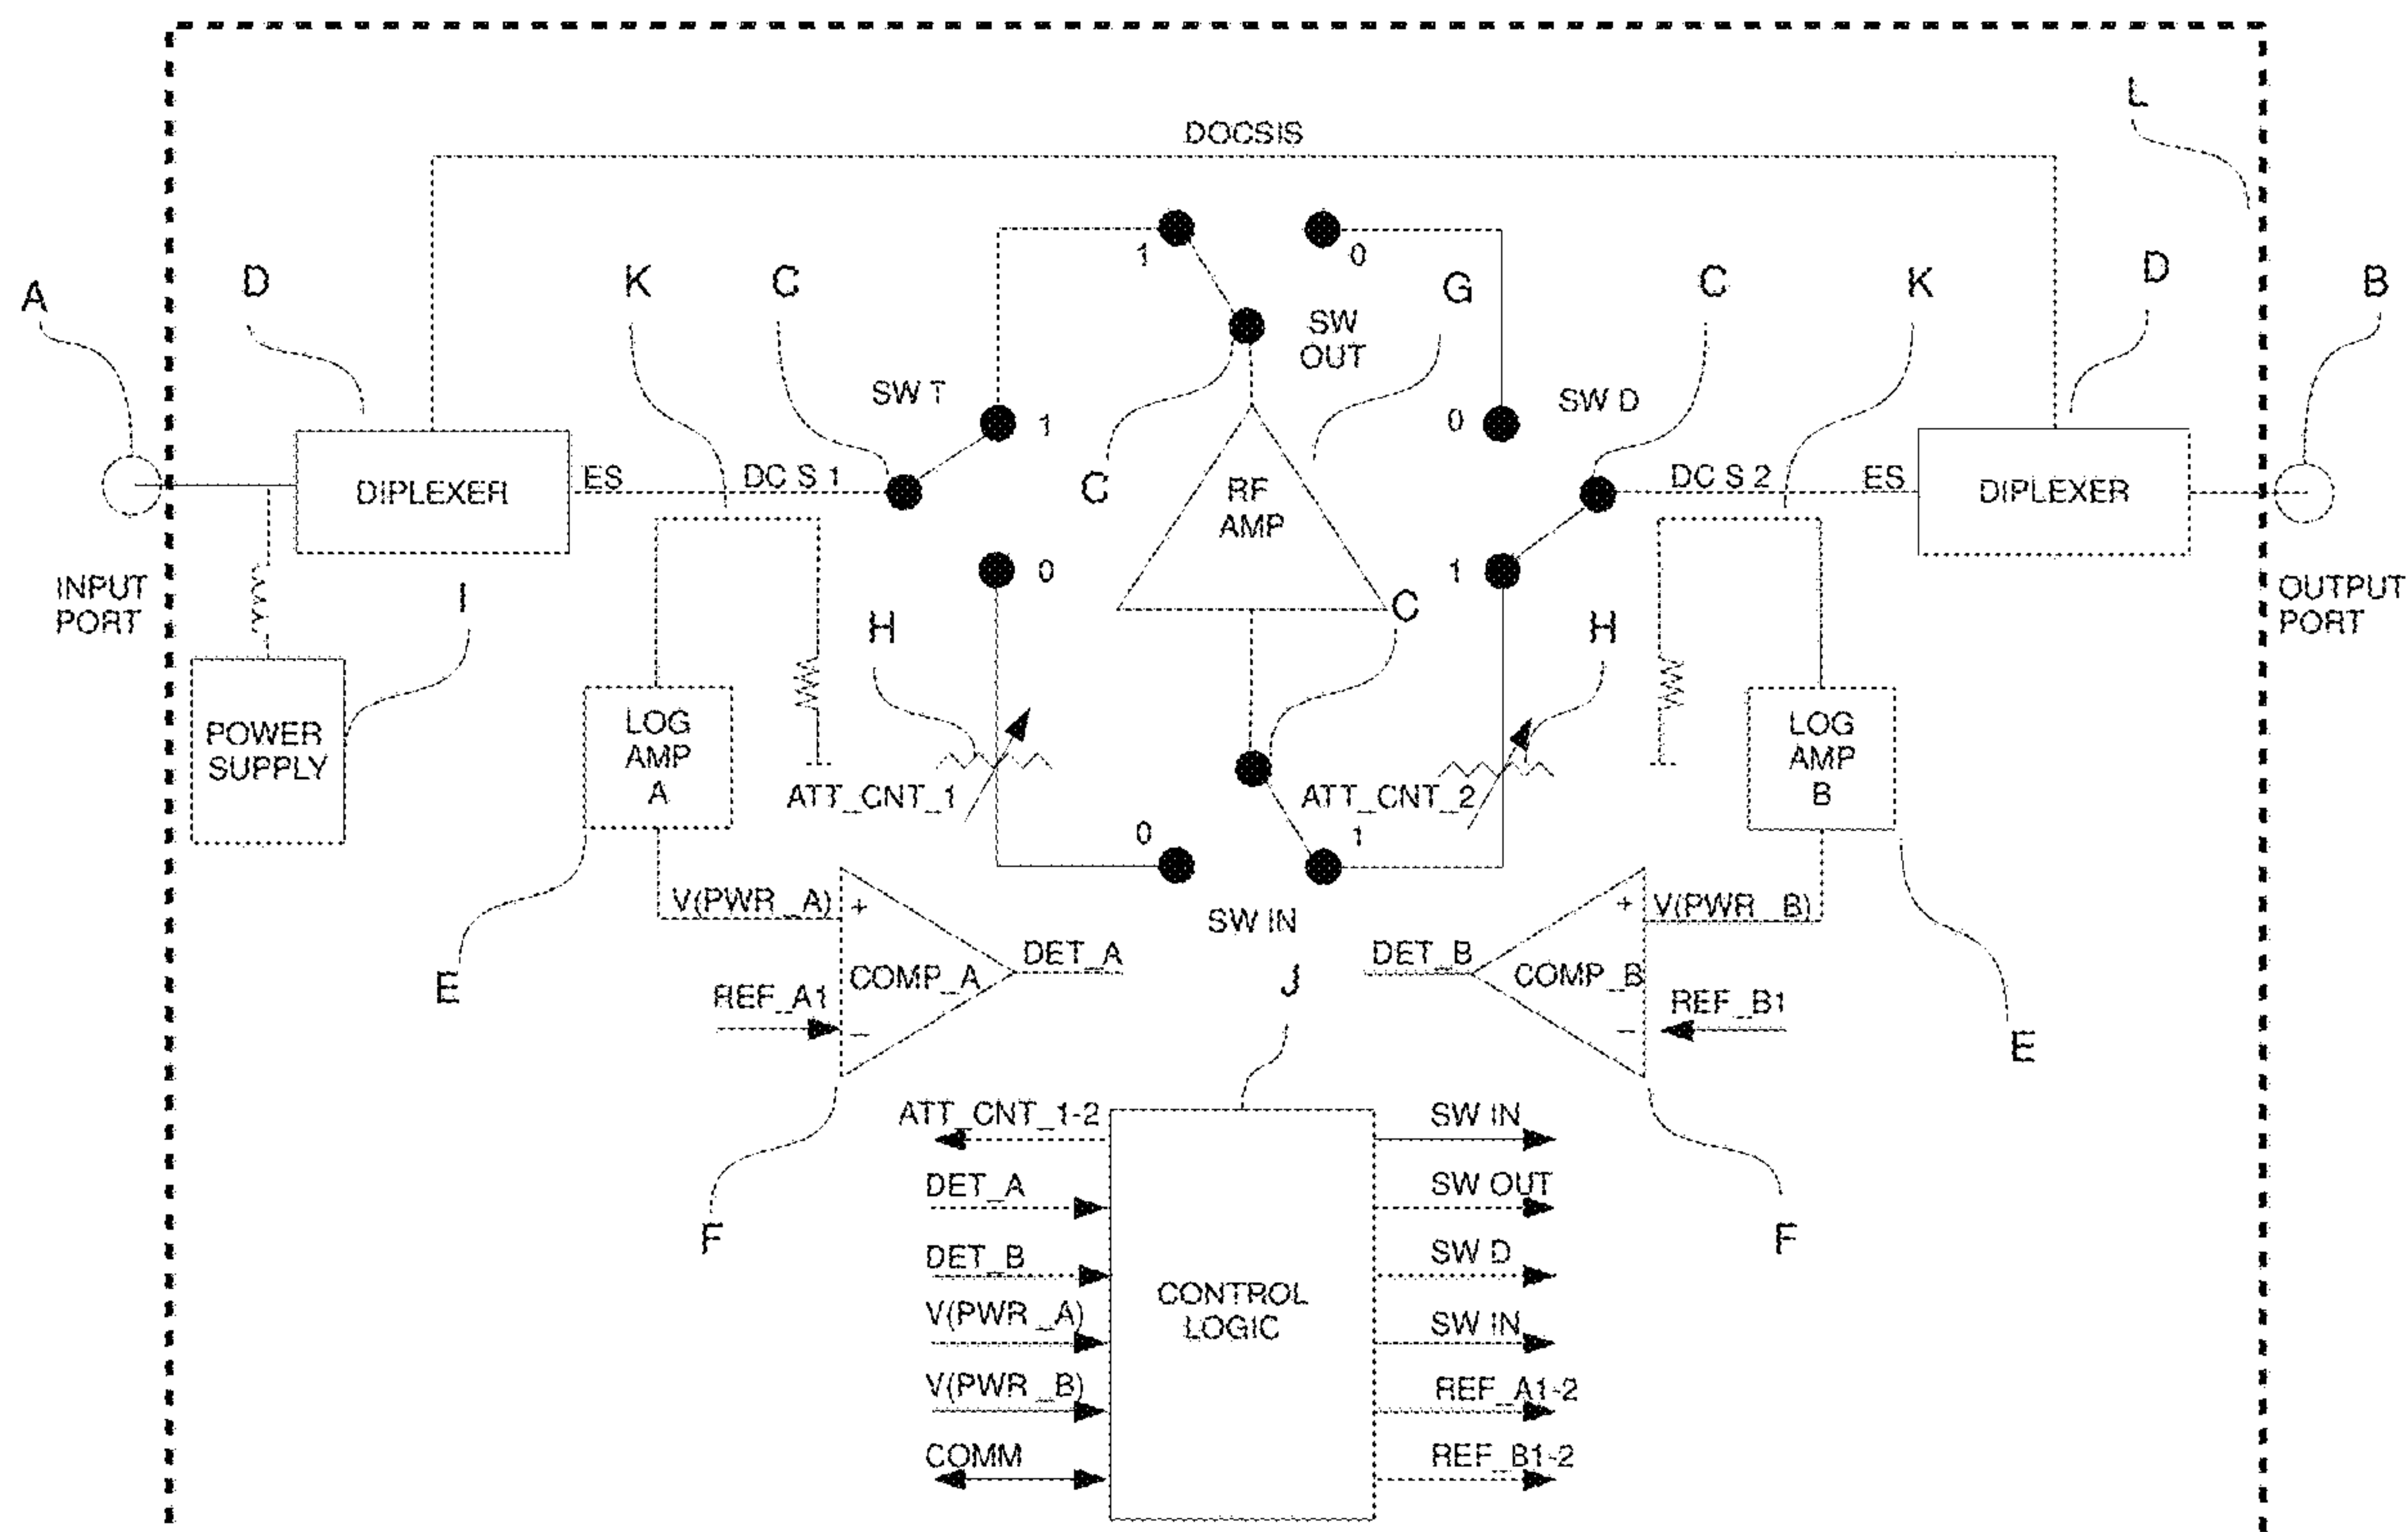 L
DOCSIS
A
D
K
C
1
0
G
C
K
D
B
SW
OUT
SW T
1
0
SW D
C
DIPLEXER
ES
DC S 1
RF
AMP
DC S 2
ES
DIPLEXER
INPUT
PORT
I
0
H
C
1
H
OUTPUT
PORT
POWER
SUPPLY
LOG
AMP
A
ATT_CNT_1
ATT_CNT_2
LOG
AMP
B
0
1
V(PWR_A)
+
SW IN
+
V(PWR_B)
E
REF_A1
COMP_A
DET_A
J
DET_B
COMP_B
REF_B1
E
–
–
F
F
ATT_CNT_1-2
SW IN
DET_A
SW OUT
DET_B
SW D
V(PWR_A)
CONTROL
LOGIC
SW IN
V(PWR_B)
REF_A1-2
COMM
REF_B1-2